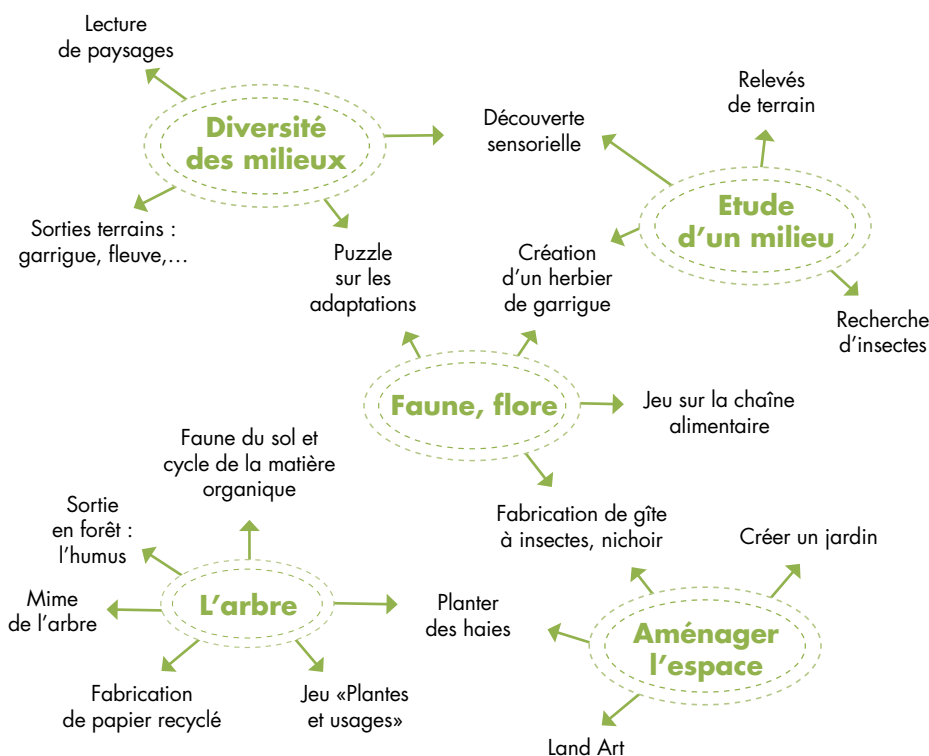 Lecture
de paysages
Diversité
des milieux
Sorties terrains :
garrigue, fleuve,…
Puzzle
sur les
adaptations
Découverte
sensorielle
Relevés
de terrain
Etude
d’un milieu
Création
d’un herbier
de garrigue
Recherche
d’insectes
Faune, flore
Jeu sur la chaîne
alimentaire
Fabrication de gîte
à insectes, nichoir
Faune du sol et
cycle de la matière
organique
Sortie
en forêt :
l’humus
L’arbre
Mime
de l’arbre
Fabrication
de papier recyclé
Jeu «Plantes
et usages»
Planter
des haies
Créer un jardin
Aménager
l’espace
Land Art